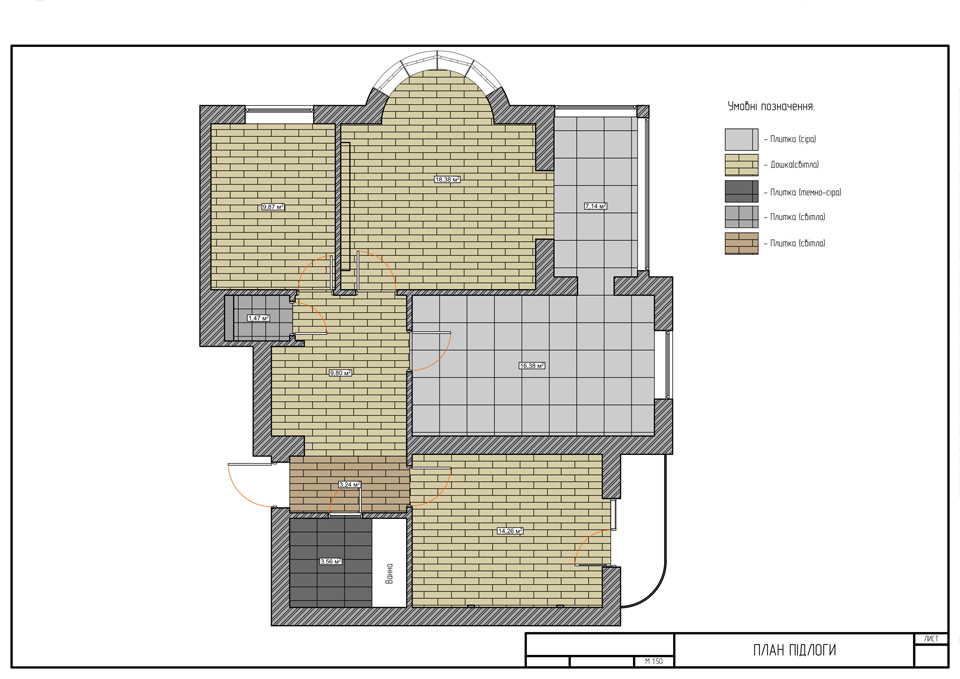 Умовні позначення:
– Плитка (сіра)
– Дошка(світла)
– Плитка (темно-сіра)
– Плитка (світла)
– Плитка (світла)
18,38 м²
9,87 м²
7,14 м²
1,47 м²
16,38 м²
9,80 м²
3,24 м²
14,26 м²
3,56 м²
Ванна
ПЛАН ПІДЛОГИ
ЛИСТ
М 1:50